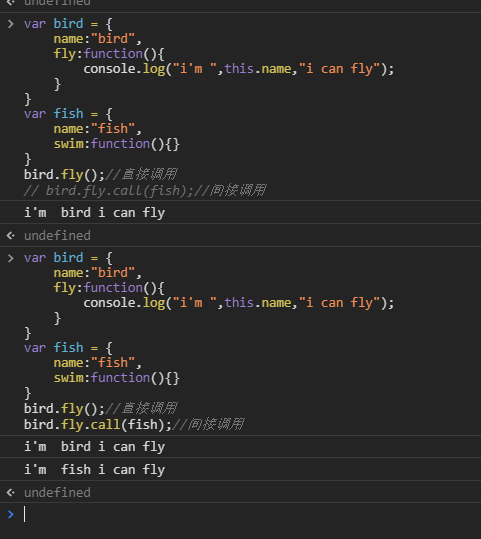 undefined
var bird = {
    name:"bird",
    fly:function(){
        console.log("i'm ",this.name,"i can fly");
    }
}
var fish = {
    name:"fish",
    swim:function(){}
}
bird.fly();//直接调用
// bird.fly.call(fish);//间接调用
i'm  bird i can fly
undefined
var bird = {
    name:"bird",
    fly:function(){
        console.log("i'm ",this.name,"i can fly");
    }
}
var fish = {
    name:"fish",
    swim:function(){}
}
bird.fly();//直接调用
bird.fly.call(fish);//间接调用
i'm  bird i can fly
i'm  fish i can fly
undefined